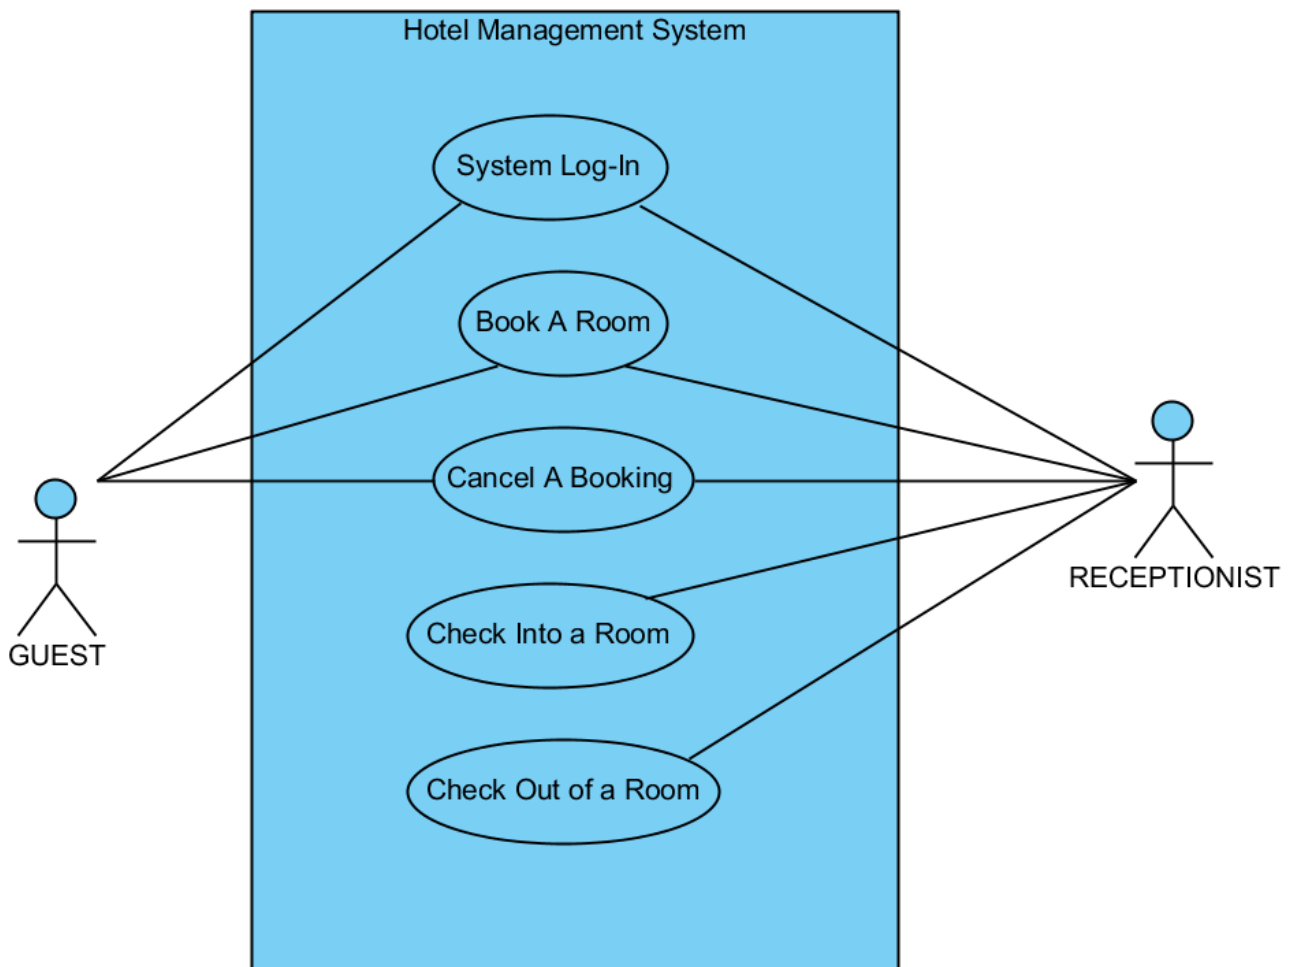 Hotel Management System
System Log-In
Book A Room
Cancel A Booking
Check Into a Room
Check Out of a Room
GUEST
RECEPTIONIST